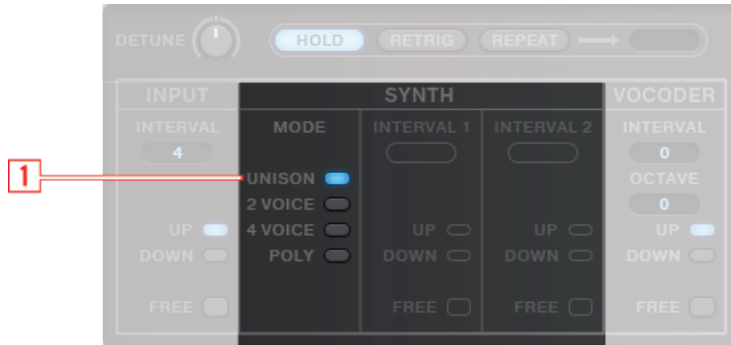 DETUNE HOLD RETRIG REPEAT
INPUT SYNTH VOCODER
INTERVAL MODE INTERVAL 1 INTERVAL 2 INTERVAL
4 0
1 UNISON OCTAVE
2 VOICE 0
UP 4 VOICE UP UP UP
DOWN POLY DOWN DOWN DOWN
FREE FREE FREE FREE